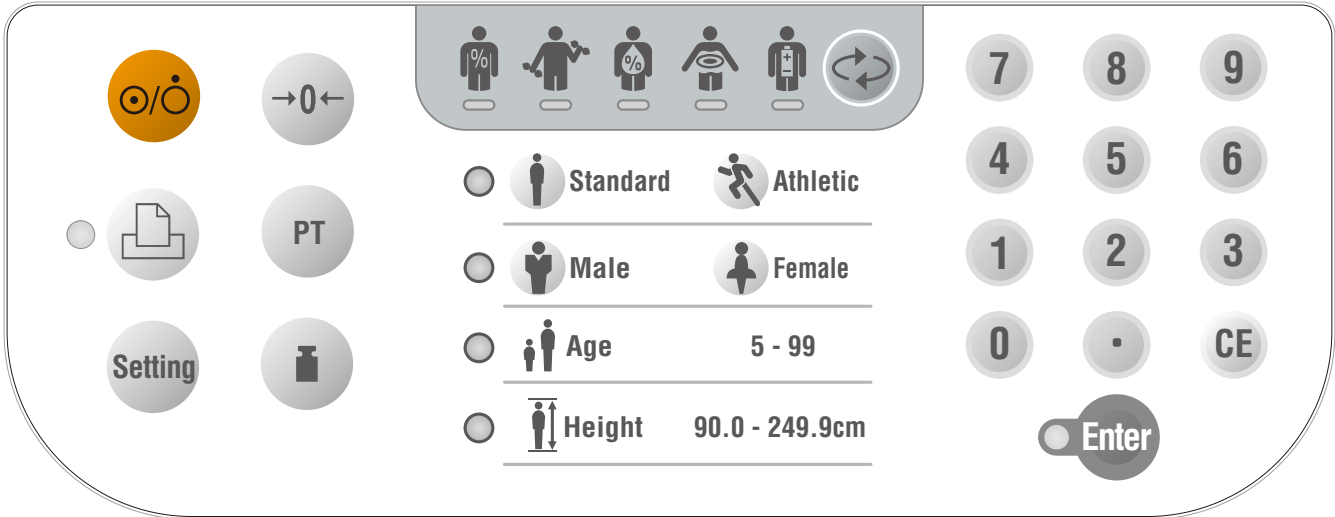 % %
→0←
PT
Setting
Standard Athletic
Male Female
Age 5 - 99
Height 90.0 - 249.9cm
7 8 9
4 5 6
1 2 3
0 . CE
Enter